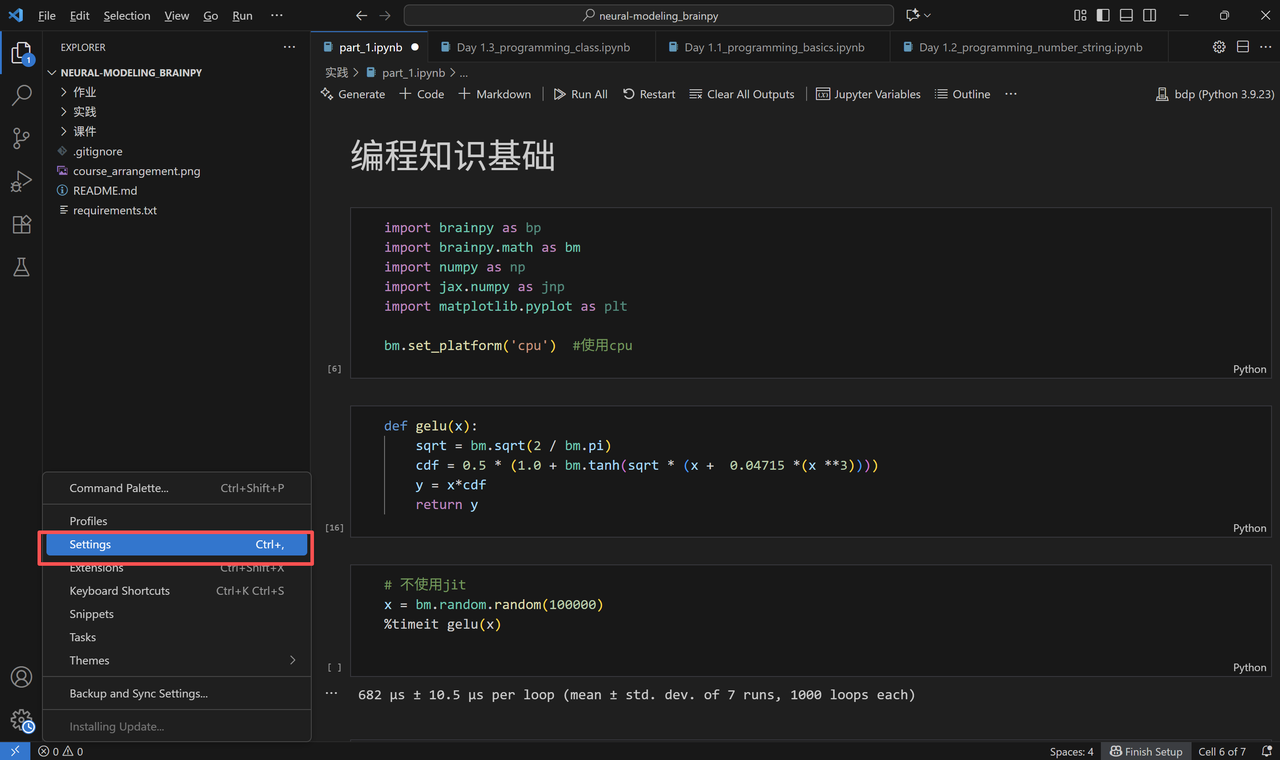 File Edit Selection View Go Run ···
neural-modeling_brainpy
EXPLORER ···
NEURAL-MODELING_BRAINPY
作业
实践
课件
.gitignore
course_arrangement.png
README.md
requirements.txt
1
Command Palette... Ctrl+Shift+P
Profiles
Settings Ctrl+,
Extensions Ctrl+Shift+X
Keyboard Shortcuts Ctrl+K Ctrl+S
Snippets
Tasks
Themes
Backup and Sync Settings...
Installing Update...
part_1.ipynb Day 1.3_programming_class.ipynb Day 1.1_programming_basics.ipynb Day 1.2_programming_number_string.ipynb ···
实践 > part_1.ipynb > ...
Generate + Code + Markdown Run All Restart Clear All Outputs Jupyter Variables Outline ··· bdp (Python 3.9.23)
编程知识基础
import brainpy as bp
import brainpy.math as bm
import numpy as np
import jax.numpy as jnp
import matplotlib.pyplot as plt
bm.set_platform('cpu')  #使用cpu
[6] Python
def gelu(x):
    sqrt = bm.sqrt(2 / bm.pi)
    cdf = 0.5 * (1.0 + bm.tanh(sqrt * (x +  0.04715 *(x **3))))
    y = x*cdf
    return y
[16] Python
# 不使用jit
x = bm.random.random(100000)
%timeit gelu(x)
[ ] Python
··· 682 μs ± 10.5 μs per loop (mean ± std. dev. of 7 runs, 1000 loops each)
0 0 Spaces: 4 Finish Setup Cell 6 of 7